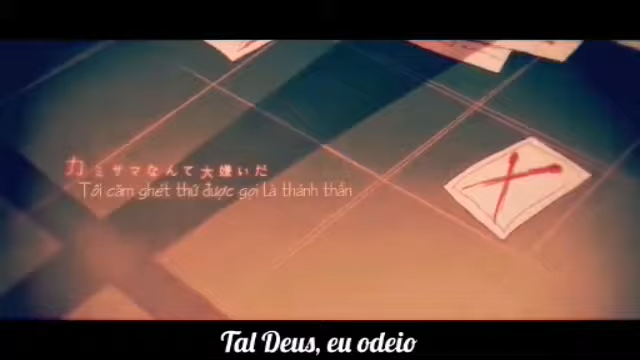 カミサマなんて大嫌いだ
Tôi căm ghét thứ được gọi là thánh thần
Tal Deus, eu odeio